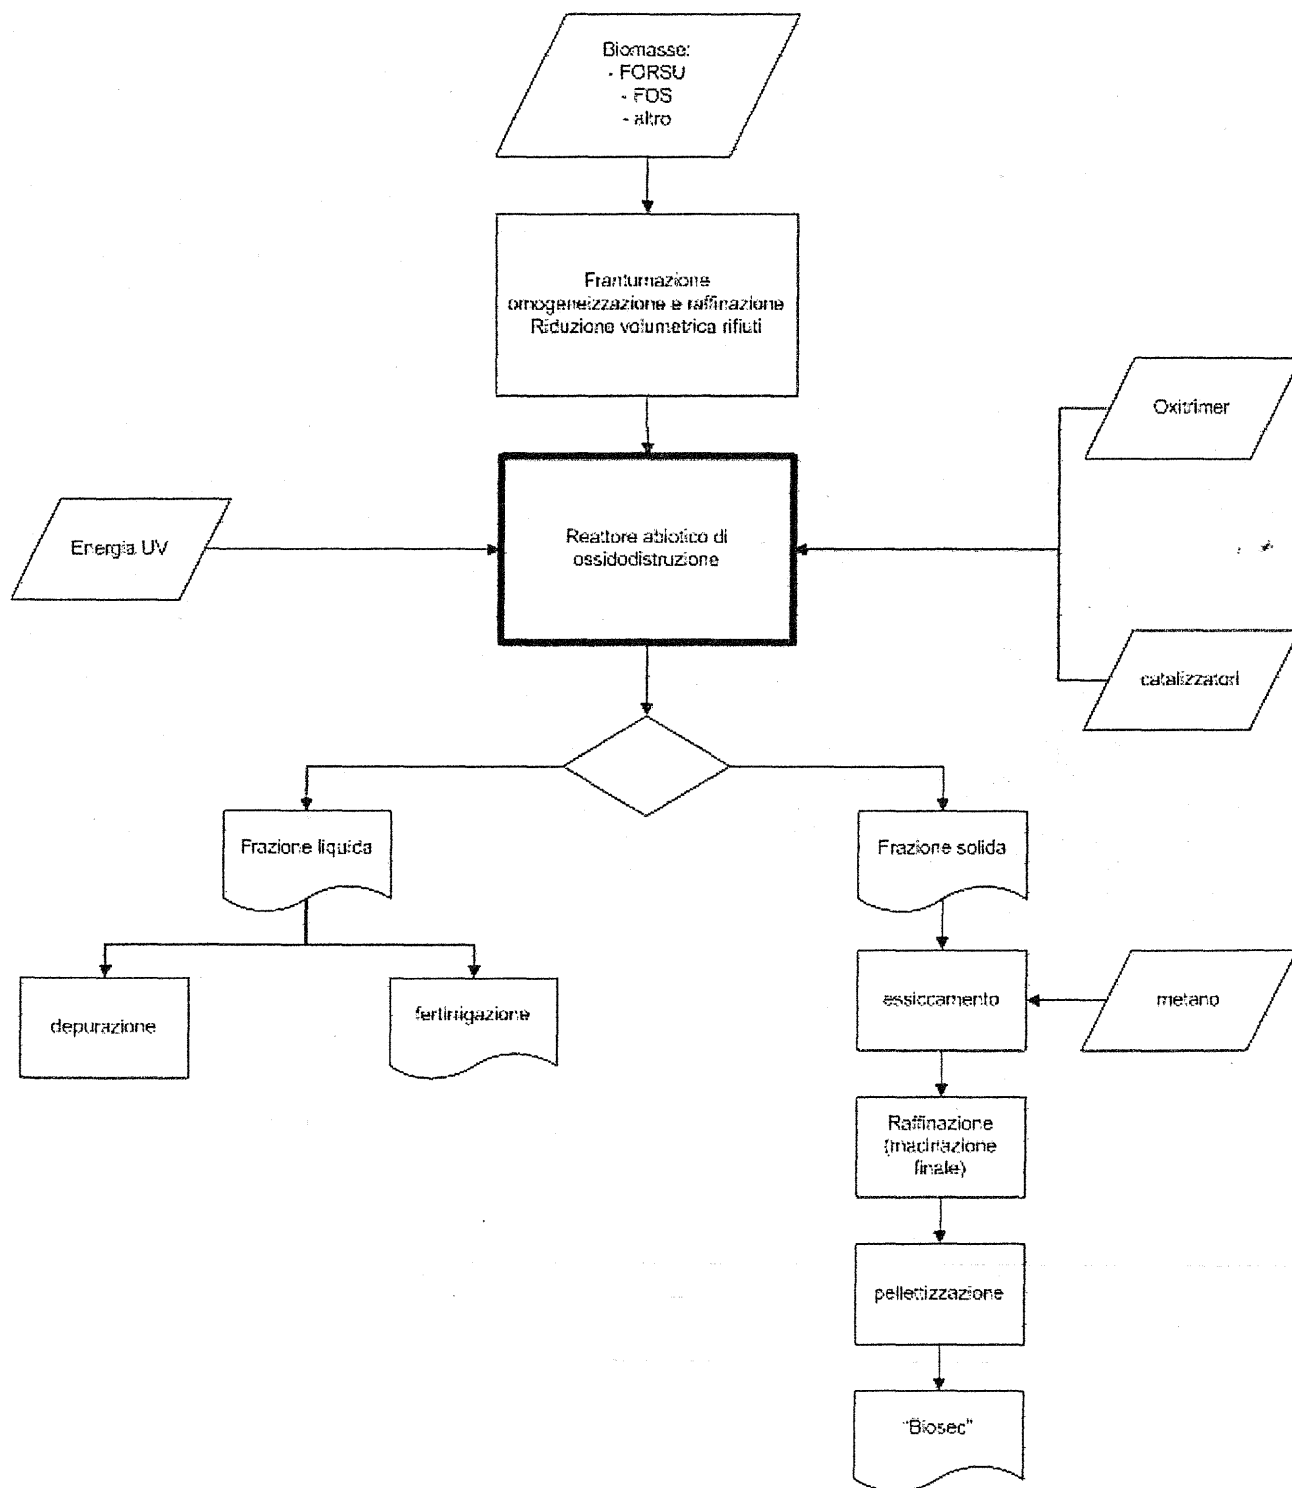 Biomasse:
- FORSU
- FOS
- altro
Frantumazione
omogeneizzazione e raffinazione
Riduzione volumetrica rifiuti
Oxitrimer
Energia UV
Reattore abiotico di
ossidodistruzione
catalizzatori
Frazione liquida
Frazione solida
depurazione
fertirrigazione
essiccamento
metano
Raffinazione
(macinazione
finale)
pellettizzazione
"Biosec"